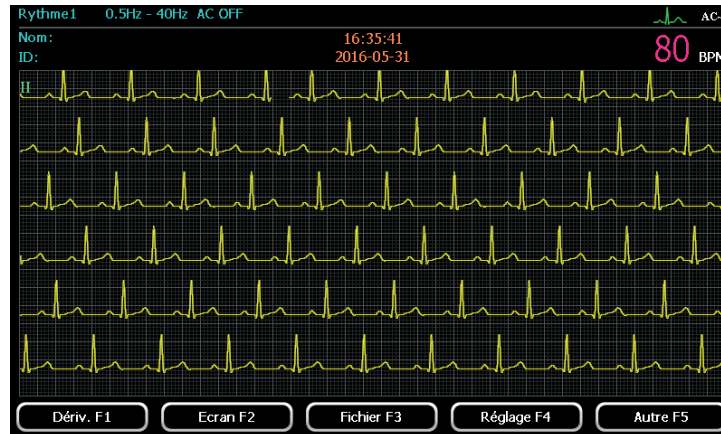 Rythme1 0.5Hz - 40Hz AC OFF AC-
Nom: 16:35:41 80 BPM
ID: 2016-05-31
II
Dériv. F1 Ecran F2 Fichier F3 Réglage F4 Autre F5